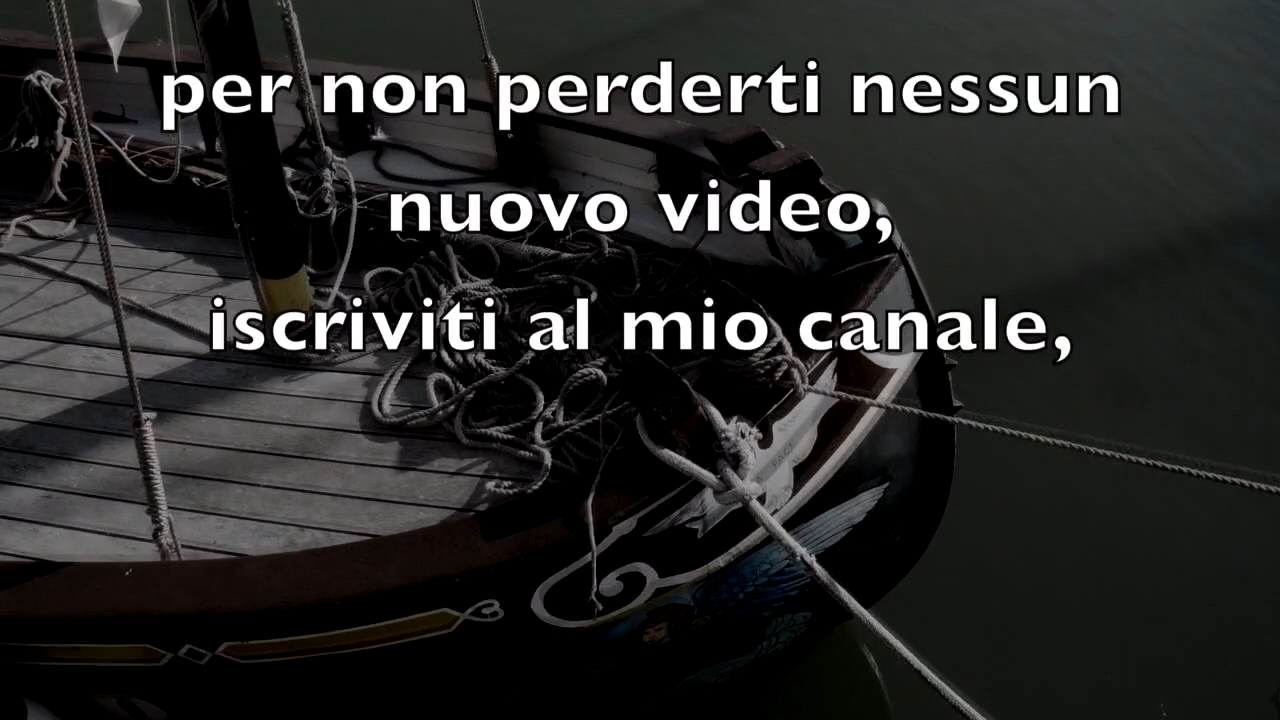 per non perderti nessun
nuovo video,
iscriviti al mio canale,